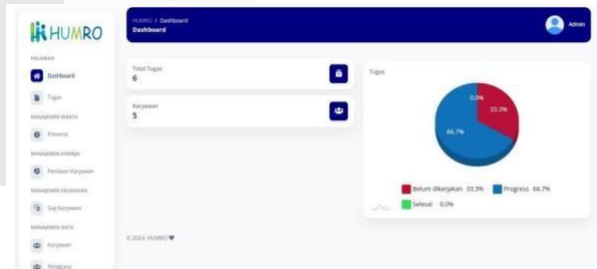 HUMRO
HUMRO / Dashboard
Dashboard
Admin
HALAMAN
Dashboard
Tugas
MANAJEMEN WAKTU
Presensi
MANAJEMEN KINERJA
Penilaian Karyawan
MANAJEMEN KEUANGAN
Gaji Karyawan
MANAJEMEN DATA
Karyawan
Pengguna
Total Tugas
6
Karyawan
5
Tugas
0.0%
33.3%
66.7%
Belum dikerjakan 33.3%
Progress 66.7%
Selesai 0.0%
© 2024, HUMRO